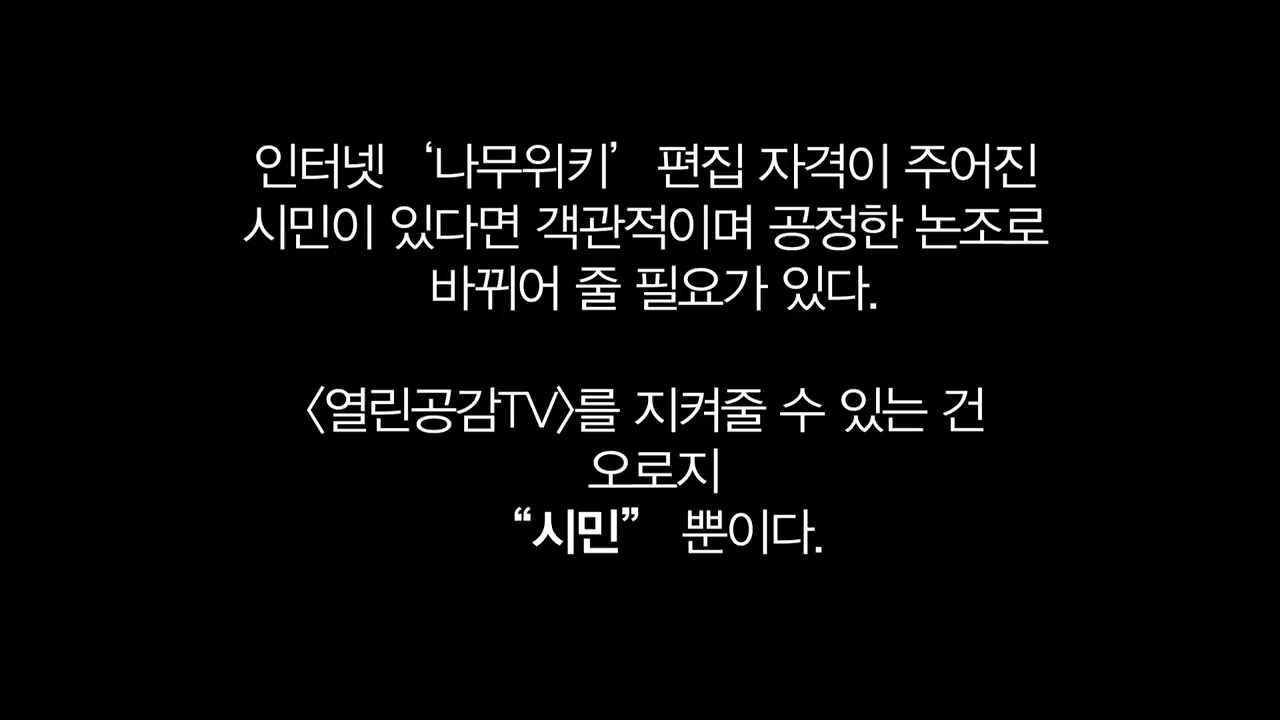 인터넷 ‘나무위키’ 편집 자격이 주어진
시민이 있다면 객관적이며 공정한 논조로
바뀌어 줄 필요가 있다.
〈열린공감TV〉를 지켜줄 수 있는 건
오로지
“시민” 뿐이다.